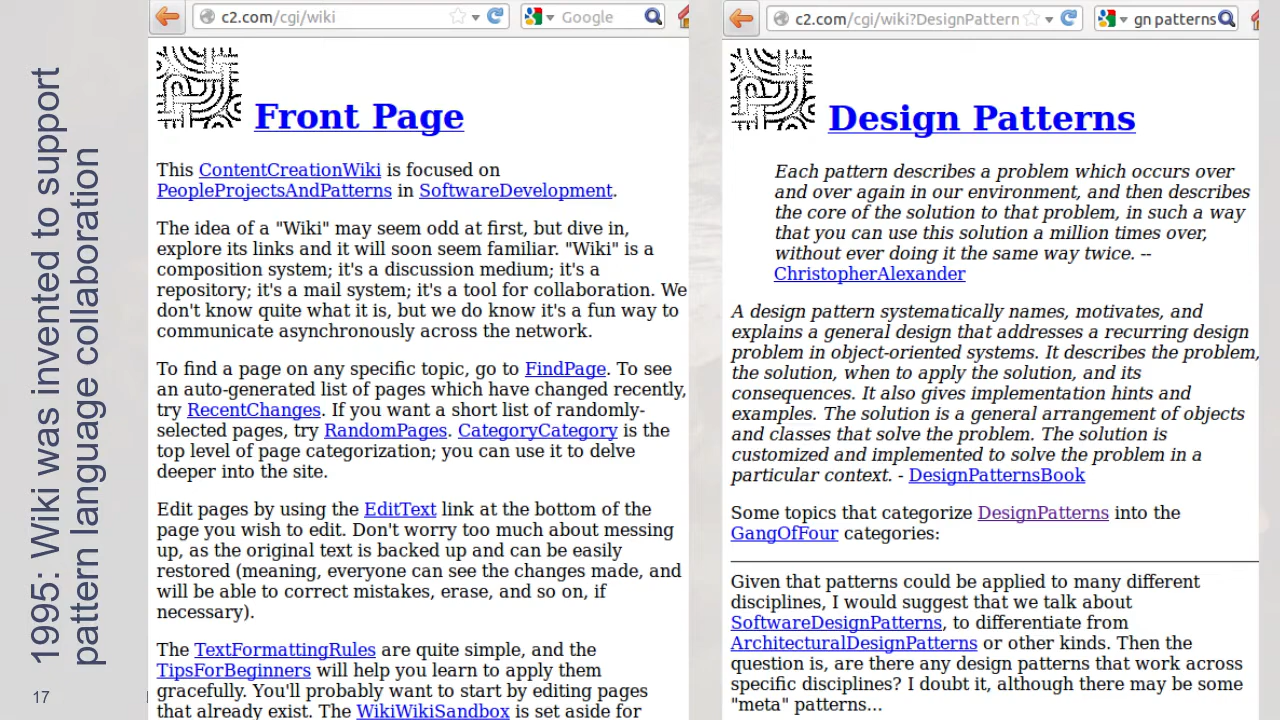 1995: Wiki was invented to support
pattern language collaboration
17
c2.com/cgi/wiki
Google
Front Page
This ContentCreationWiki is focused on
PeopleProjectsAndPatterns in SoftwareDevelopment.
The idea of a "Wiki" may seem odd at first, but dive in,
explore its links and it will soon seem familiar. "Wiki" is a
composition system; it's a discussion medium; it's a
repository; it's a mail system; it's a tool for collaboration. We
don't know quite what it is, but we do know it's a fun way to
communicate asynchronously across the network.
To find a page on any specific topic, go to FindPage. To see
an auto-generated list of pages which have changed recently,
try RecentChanges. If you want a short list of randomly-
selected pages, try RandomPages. CategoryCategory is the
top level of page categorization; you can use it to delve
deeper into the site.
Edit pages by using the EditText link at the bottom of the
page you wish to edit. Don't worry too much about messing
up, as the original text is backed up and can be easily
restored (meaning, everyone can see the changes made, and
will be able to correct mistakes, erase, and so on, if
necessary).
The TextFormattingRules are quite simple, and the
TipsForBeginners will help you learn to apply them
gracefully. You'll probably want to start by editing pages
that already exist. The WikiWikiSandbox is set aside for
c2.com/cgi/wiki?DesignPattern
gn patterns
Design Patterns
Each pattern describes a problem which occurs over
and over again in our environment, and then describes
the core of the solution to that problem, in such a way
that you can use this solution a million times over,
without ever doing it the same way twice. --
ChristopherAlexander
A design pattern systematically names, motivates, and
explains a general design that addresses a recurring design
problem in object-oriented systems. It describes the problem,
the solution, when to apply the solution, and its
consequences. It also gives implementation hints and
examples. The solution is a general arrangement of objects
and classes that solve the problem. The solution is
customized and implemented to solve the problem in a
particular context. - DesignPatternsBook
Some topics that categorize DesignPatterns into the
GangOfFour categories:
Given that patterns could be applied to many different
disciplines, I would suggest that we talk about
SoftwareDesignPatterns, to differentiate from
ArchitecturalDesignPatterns or other kinds. Then the
question is, are there any design patterns that work across
specific disciplines? I doubt it, although there may be some
"meta" patterns...